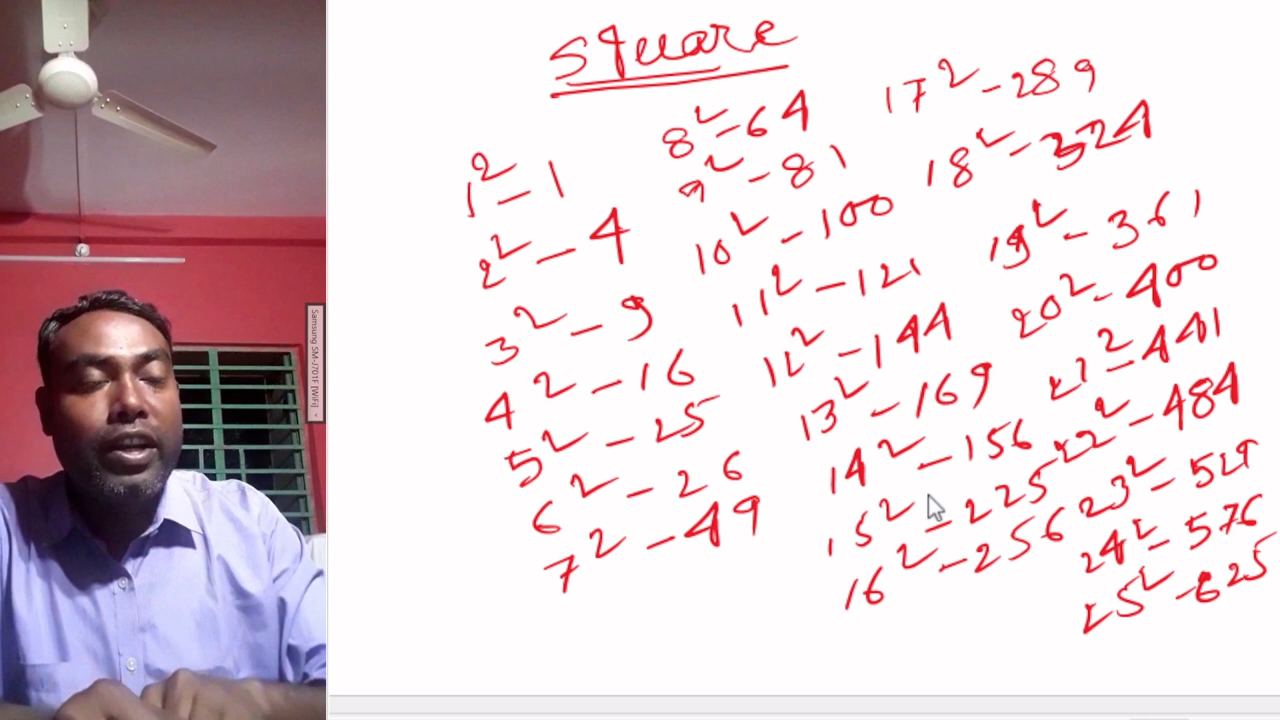 Square
1² - 1
2² - 4
3² - 9
4² - 16
5² - 25
6² - 26
7² - 49
8² - 64
9² - 81
10² - 100
11² - 121
12² - 144
13² - 169
14² - 156
15² - 225
16² - 256
17² - 289
18² - 324
19² - 361
20² - 400
21² - 441
22² - 484
23² - 529
24² - 576
25² - 625
Samsung SM-J701F [WiFi]